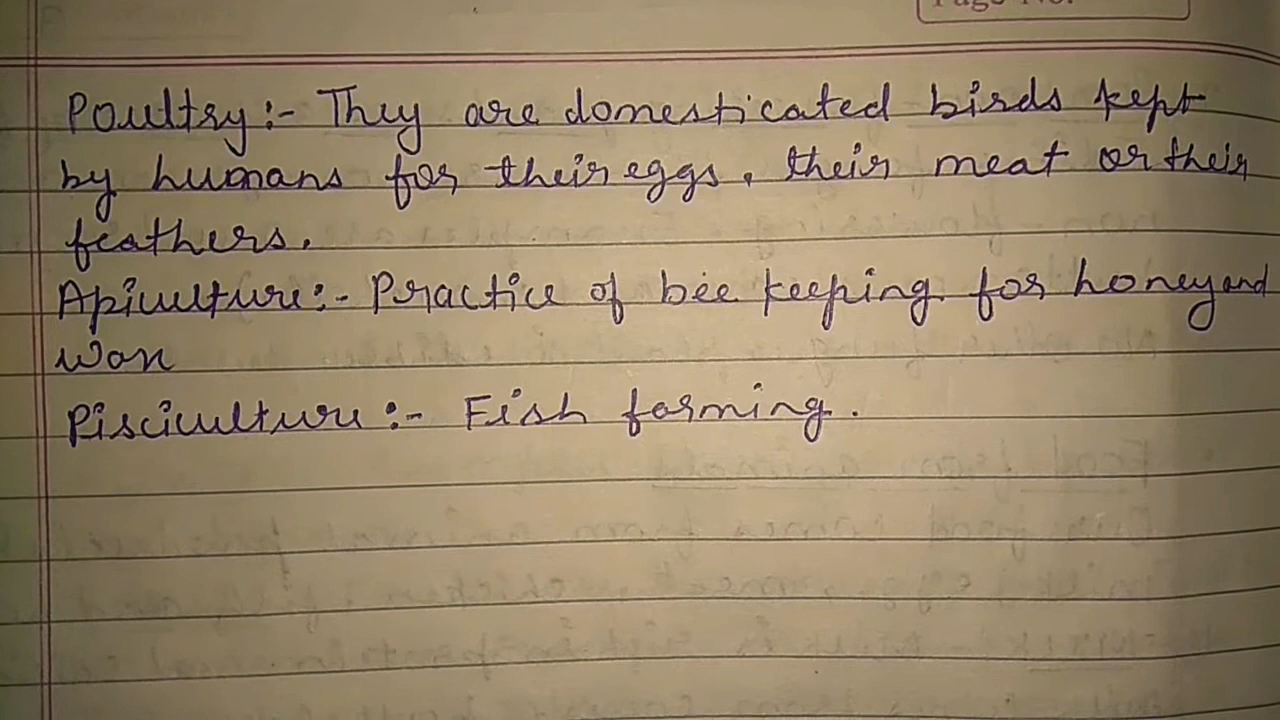 Poultry :- They are domesticated birds kept
by humans for their eggs, their meat or their
feathers.
Apiculture :- Practice of bee keeping for honey and
wax
Pisciculture :- Fish farming.